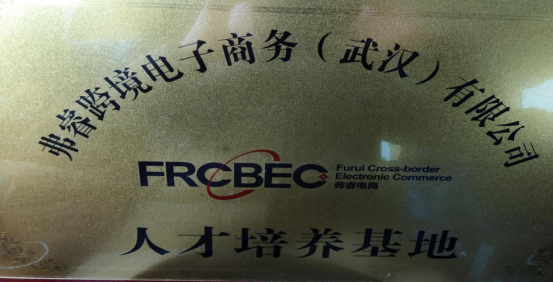 弗睿跨境电子商务（武汉）有限公司
FRCBEC
Furui Cross-border
Electronic Commerce
弗睿电商
人才培养基地